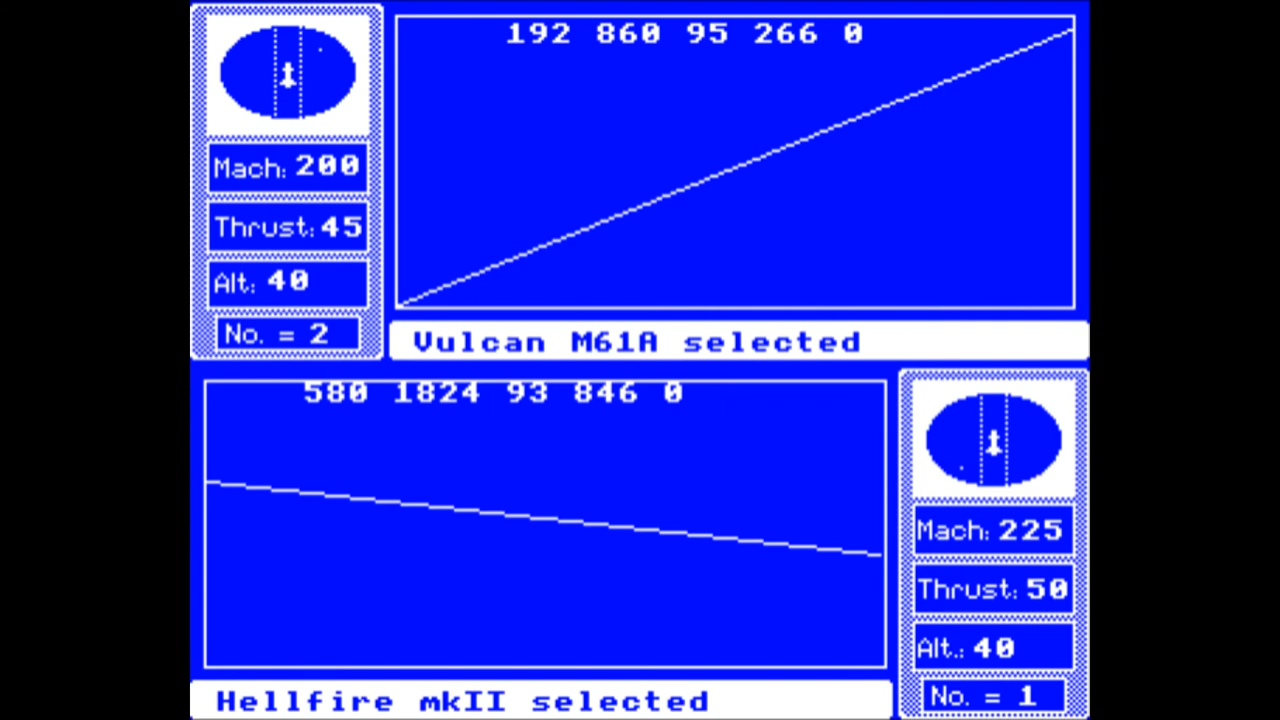 192 860 95 266 0
Mach: 200
Thrust: 45
Alt: 40
No. = 2
Vulcan M61A selected
580 1824 93 846 0
Mach: 225
Thrust: 50
Alt.: 40
No. = 1
Hellfire mkII selected